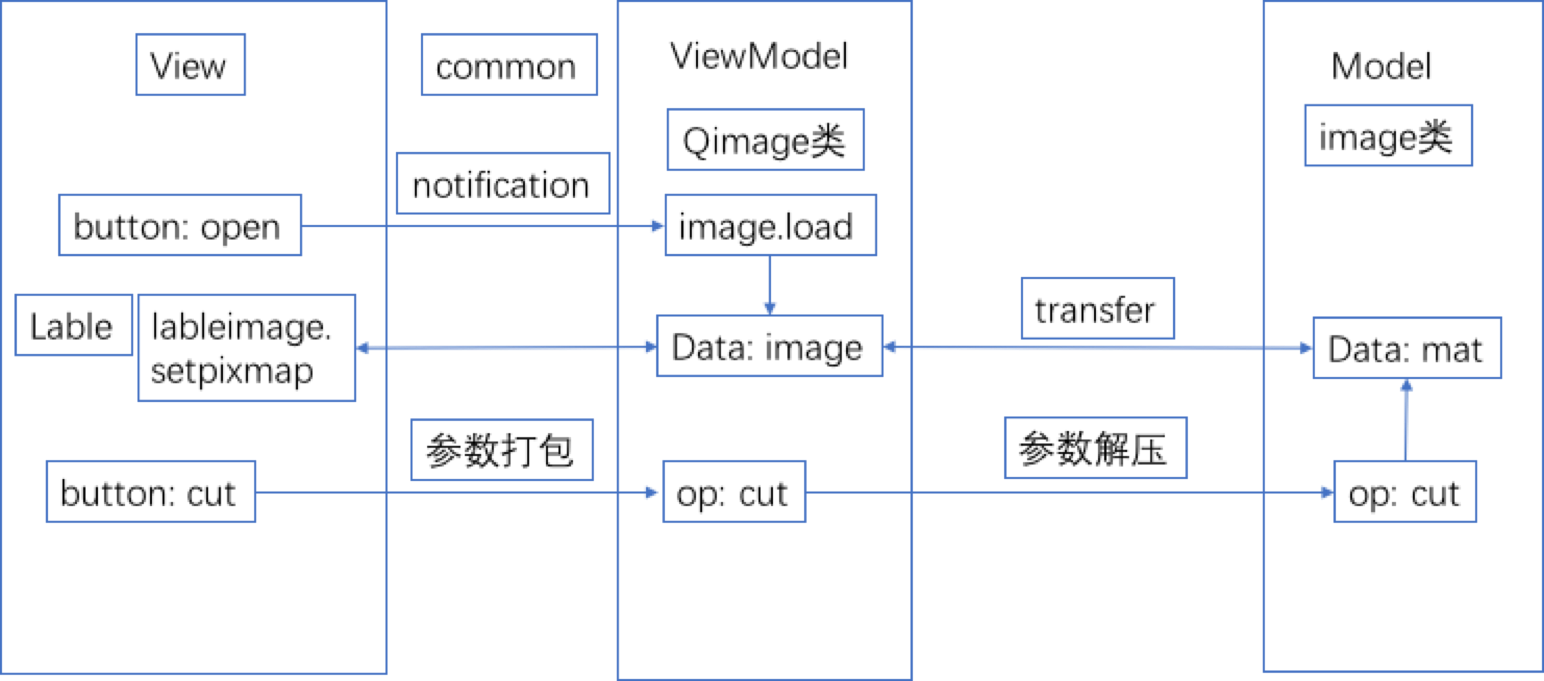 View
common
ViewModel
Model
Qimage类
image类
notification
button: open
image.load
Lable
lableimage.
setpixmap
Data: image
transfer
Data: mat
参数打包
参数解压
button: cut
op: cut
op: cut